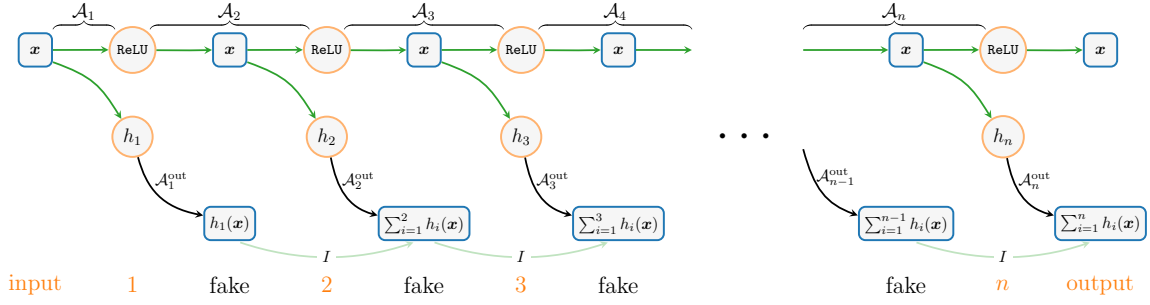 𝒜₁ 𝒜₂ 𝒜₃ 𝒜₄ 𝒜ₙ
𝒙 ReLU 𝒙 ReLU 𝒙 ReLU 𝒙 𝒙 ReLU 𝒙
h₁ h₂ h₃ · · · hₙ
𝒜₁ᵒᵘᵗ 𝒜₂ᵒᵘᵗ 𝒜₃ᵒᵘᵗ 𝒜ₙ₋₁ᵒᵘᵗ 𝒜ₙᵒᵘᵗ
h₁(𝒙) ∑ᵢ₌₁² hᵢ(𝒙) ∑ᵢ₌₁³ hᵢ(𝒙) ∑ᵢ₌₁ⁿ⁻¹ hᵢ(𝒙) ∑ᵢ₌₁ⁿ hᵢ(𝒙)
I I I
input 1 fake 2 fake 3 fake fake n output